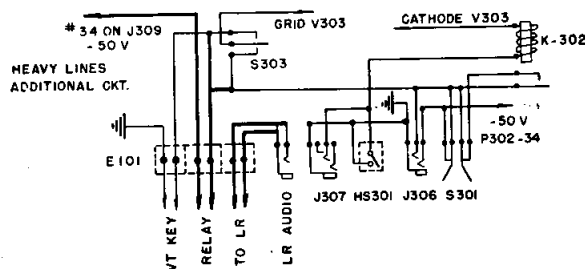 GRID V303
CATHODE V303
# 34 ON J309
- 50 V
K-302
S303
HEAVY LINES
ADDITIONAL CKT.
-50V
P302-34
E101
J307 HS301 J306 S301
VT KEY
RELAY
TO LR
LR AUDIO